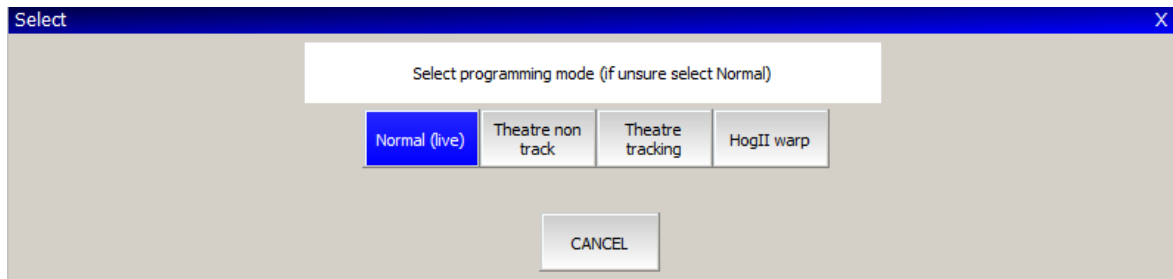 Select X
Select programming mode (if unsure select Normal)
Normal (live)
Theatre non
track
Theatre
tracking
HogII warp
CANCEL